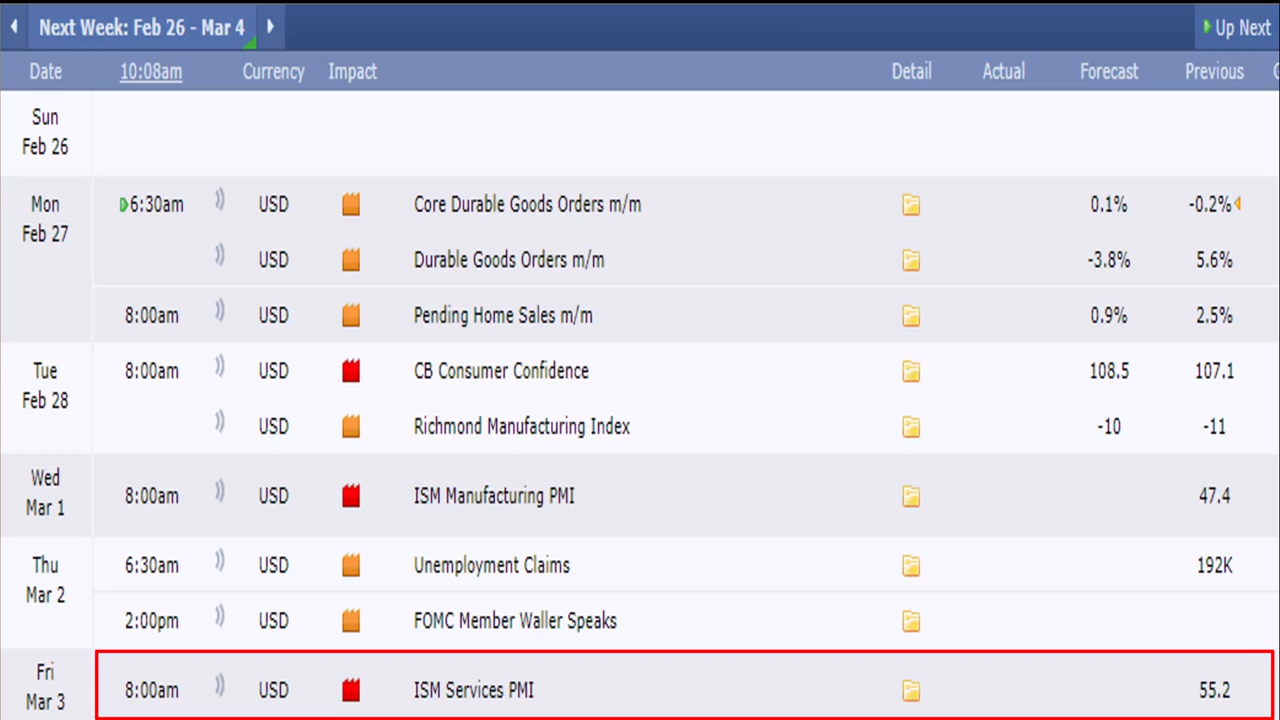 Next Week: Feb 26 - Mar 4
Up Next
Date 10:08am Currency Impact Detail Actual Forecast Previous
Sun
Feb 26
Mon
Feb 27
6:30am USD Core Durable Goods Orders m/m 0.1% -0.2%
USD Durable Goods Orders m/m -3.8% 5.6%
8:00am USD Pending Home Sales m/m 0.9% 2.5%
Tue
Feb 28
8:00am USD CB Consumer Confidence 108.5 107.1
USD Richmond Manufacturing Index -10 -11
Wed
Mar 1
8:00am USD ISM Manufacturing PMI 47.4
Thu
Mar 2
6:30am USD Unemployment Claims 192K
2:00pm USD FOMC Member Waller Speaks
Fri
Mar 3
8:00am USD ISM Services PMI 55.2